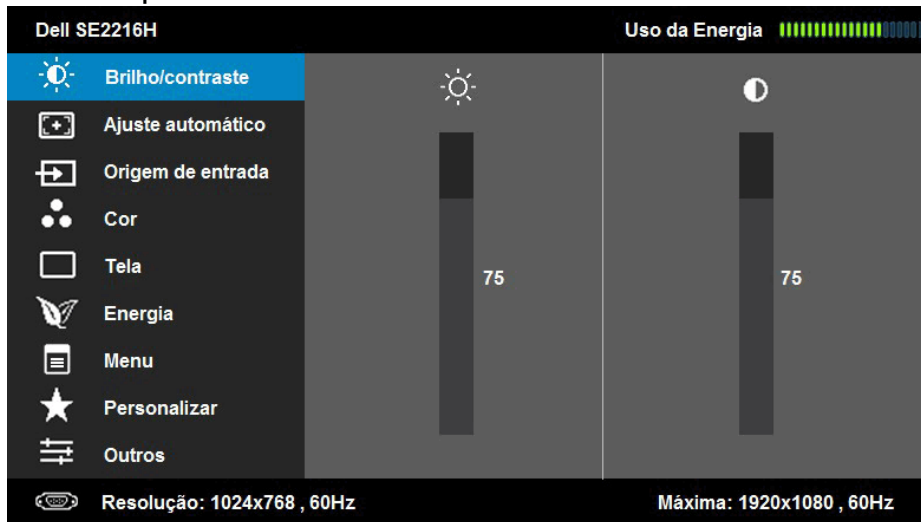 Dell SE2216H Uso da Energia
Brilho/contraste
Ajuste automático
Origem de entrada
Cor
Tela
75 75
Energia
Menu
Personalizar
Outros
Resolução: 1024x768 , 60Hz Máxima: 1920x1080 , 60Hz